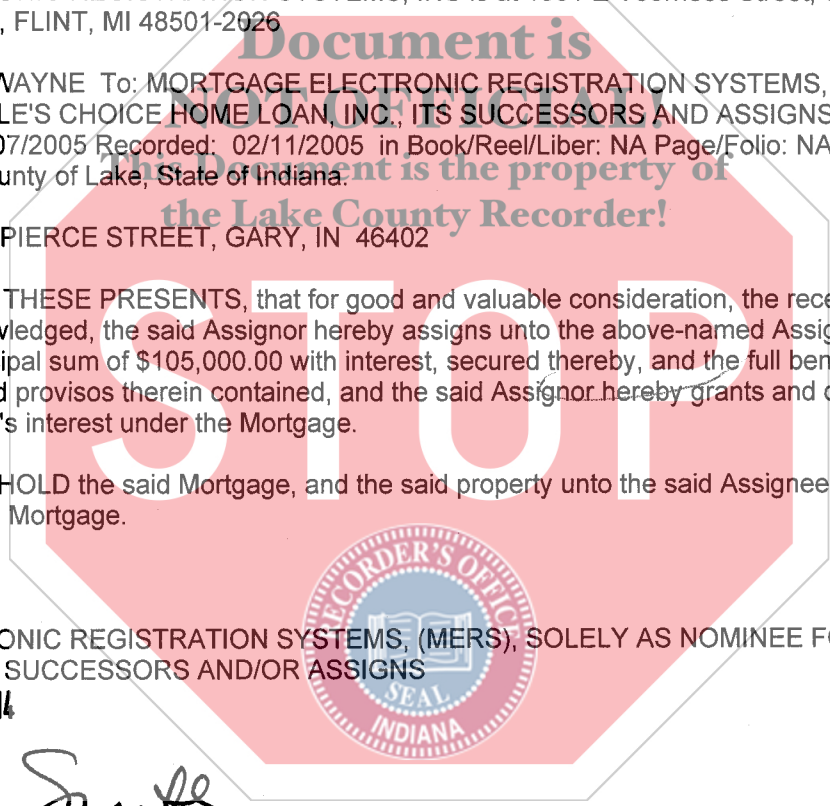 , FLINT, MI 48501-2026
Document is
WAYNE To: MORTGAGE ELECTRONIC REGISTRATION SYSTEMS,
NOT OFFICIAL!
LE'S CHOICE HOME LOAN, INC., ITS SUCCESSORS AND ASSIGNS
07/2005 Recorded: 02/11/2005 in Book/Reel/Liber: NA Page/Folio: NA
This Document is the property of
unty of Lake, State of Indiana.
the Lake County Recorder!
PIERCE STREET, GARY, IN 46402
STOP
THESE PRESENTS, that for good and valuable consideration, the rece
wledged, the said Assignor hereby assigns unto the above-named Assig
ipal sum of $105,000.00 with interest, secured thereby, and the full ben
d provisos therein contained, and the said Assignor hereby grants and
's interest under the Mortgage.
HOLD the said Mortgage, and the said property unto the said Assignee
Mortgage.
RECORDER'S OFFICE
SEAL
INDIANA
ONIC REGISTRATION SYSTEMS, (MERS), SOLELY AS NOMINEE FO
SUCCESSORS AND/OR ASSIGNS